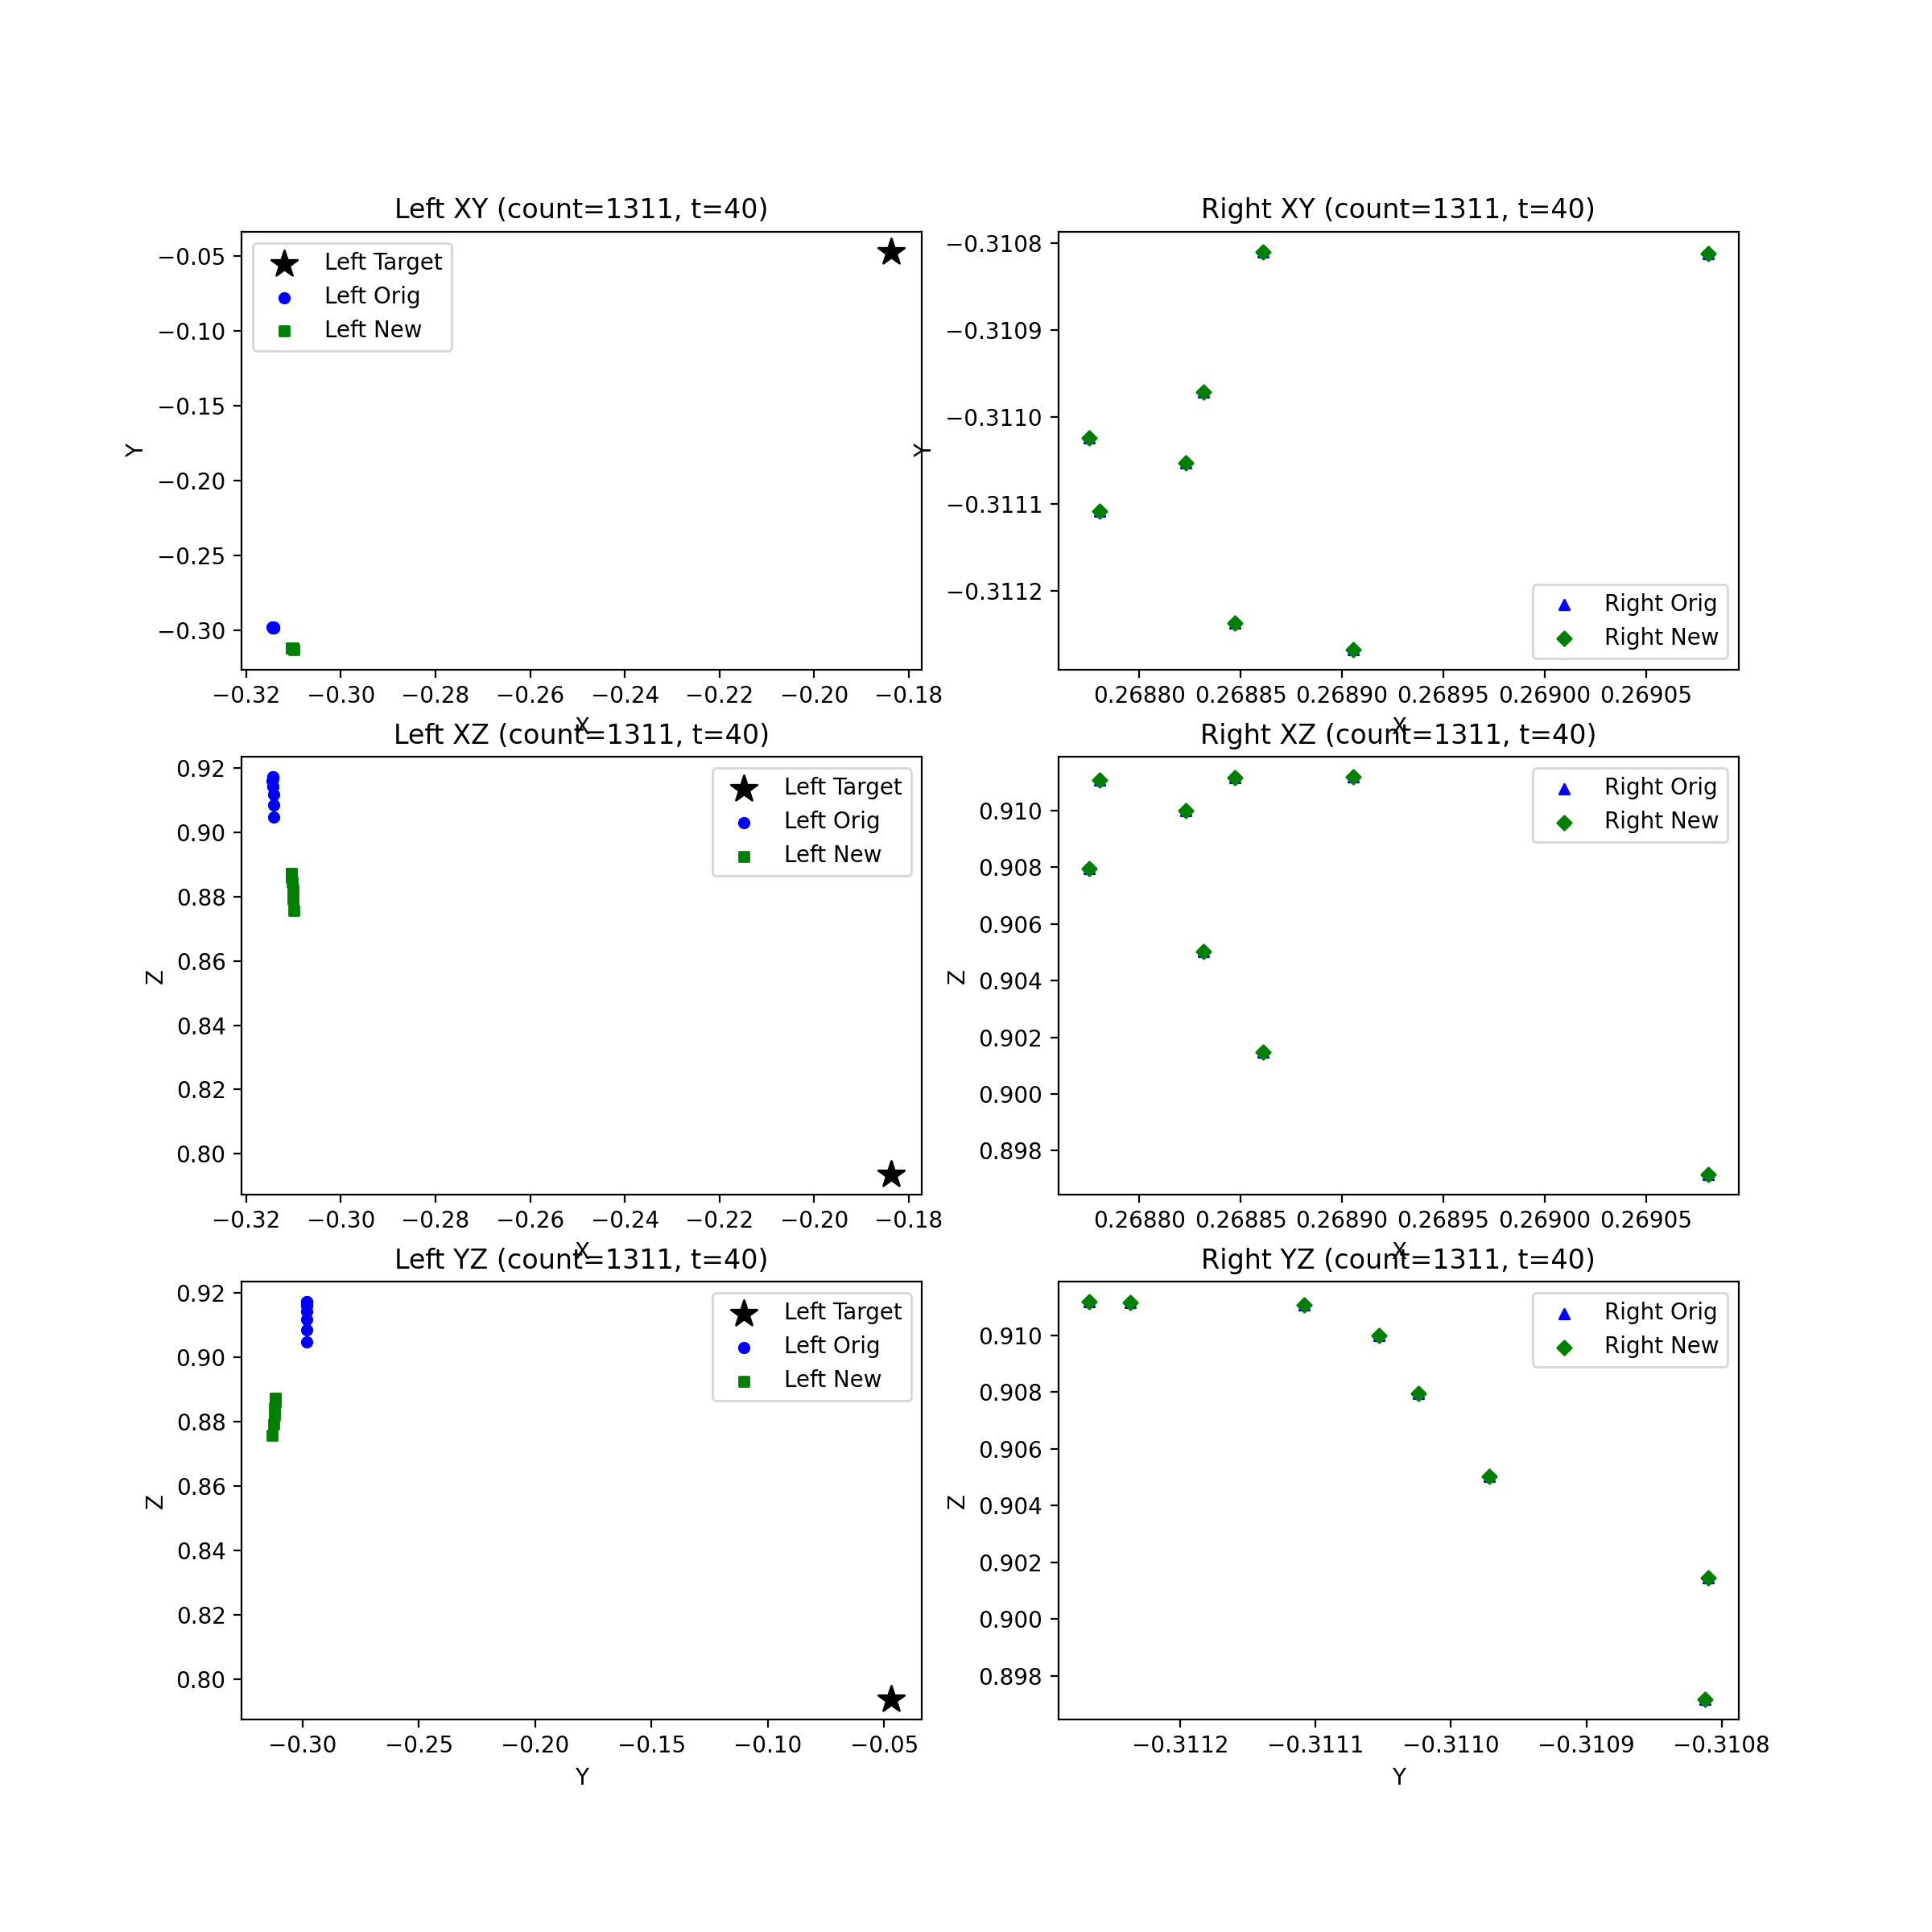 Left XY (count=1311, t=40)
−0.05
−0.10
−0.15
−0.20
−0.25
−0.30
Y
Left Target
Left Orig
Left New
−0.32 −0.30 −0.28 −0.26 −0.24 −0.22 −0.20 −0.18
X
Right XY (count=1311, t=40)
−0.3108
−0.3109
−0.3110
−0.3111
−0.3112
Y
Right Orig
Right New
0.26880 0.26885 0.26890 0.26895 0.26900 0.26905
X
Left XZ (count=1311, t=40)
0.92
0.90
0.88
0.86
0.84
0.82
0.80
Z
Left Target
Left Orig
Left New
−0.32 −0.30 −0.28 −0.26 −0.24 −0.22 −0.20 −0.18
X
Right XZ (count=1311, t=40)
0.910
0.908
0.906
0.904
0.902
0.900
0.898
Z
Right Orig
Right New
0.26880 0.26885 0.26890 0.26895 0.26900 0.26905
X
Left YZ (count=1311, t=40)
0.92
0.90
0.88
0.86
0.84
0.82
0.80
Z
Left Target
Left Orig
Left New
−0.30 −0.25 −0.20 −0.15 −0.10 −0.05
Y
Right YZ (count=1311, t=40)
0.910
0.908
0.906
0.904
0.902
0.900
0.898
Z
Right Orig
Right New
−0.3112 −0.3111 −0.3110 −0.3109 −0.3108
Y